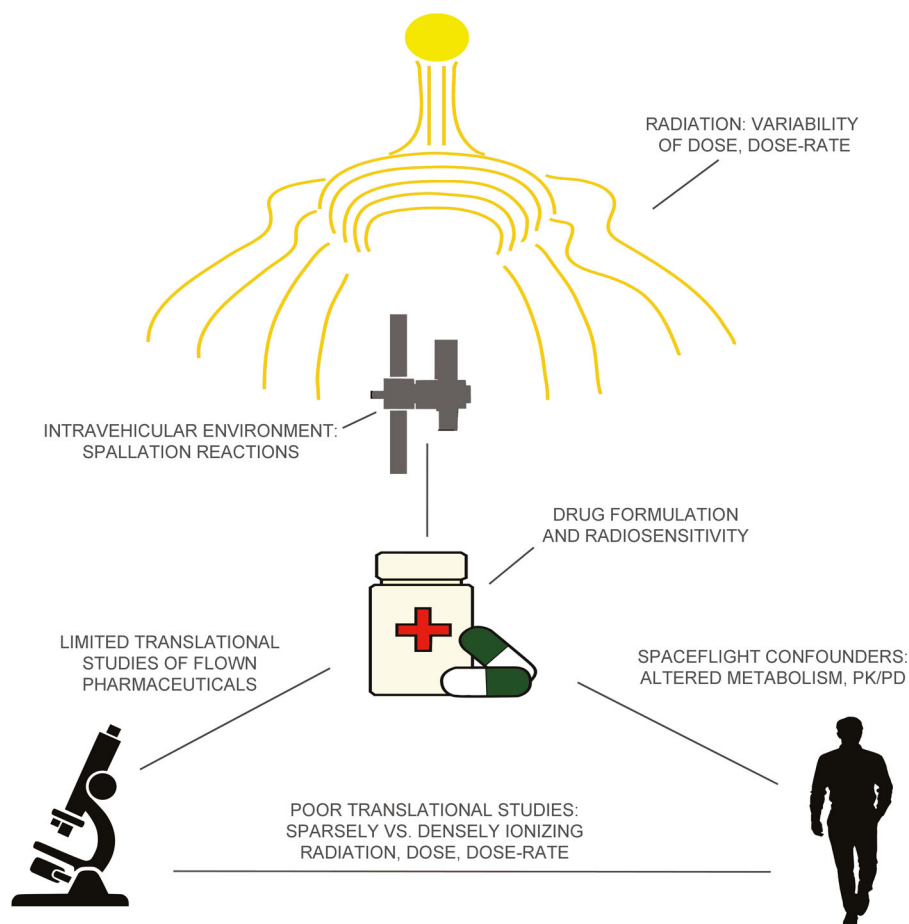 RADIATION: VARIABILITY
OF DOSE, DOSE-RATE
INTRAVEHICULAR ENVIRONMENT:
SPALLATION REACTIONS
DRUG FORMULATION
AND RADIOSENSITIVITY
LIMITED TRANSLATIONAL
STUDIES OF FLOWN
PHARMACEUTICALS
SPACEFLIGHT CONFOUNDERS:
ALTERED METABOLISM, PK/PD
POOR TRANSLATIONAL STUDIES:
SPARSELY VS. DENSELY IONIZING
RADIATION, DOSE, DOSE-RATE